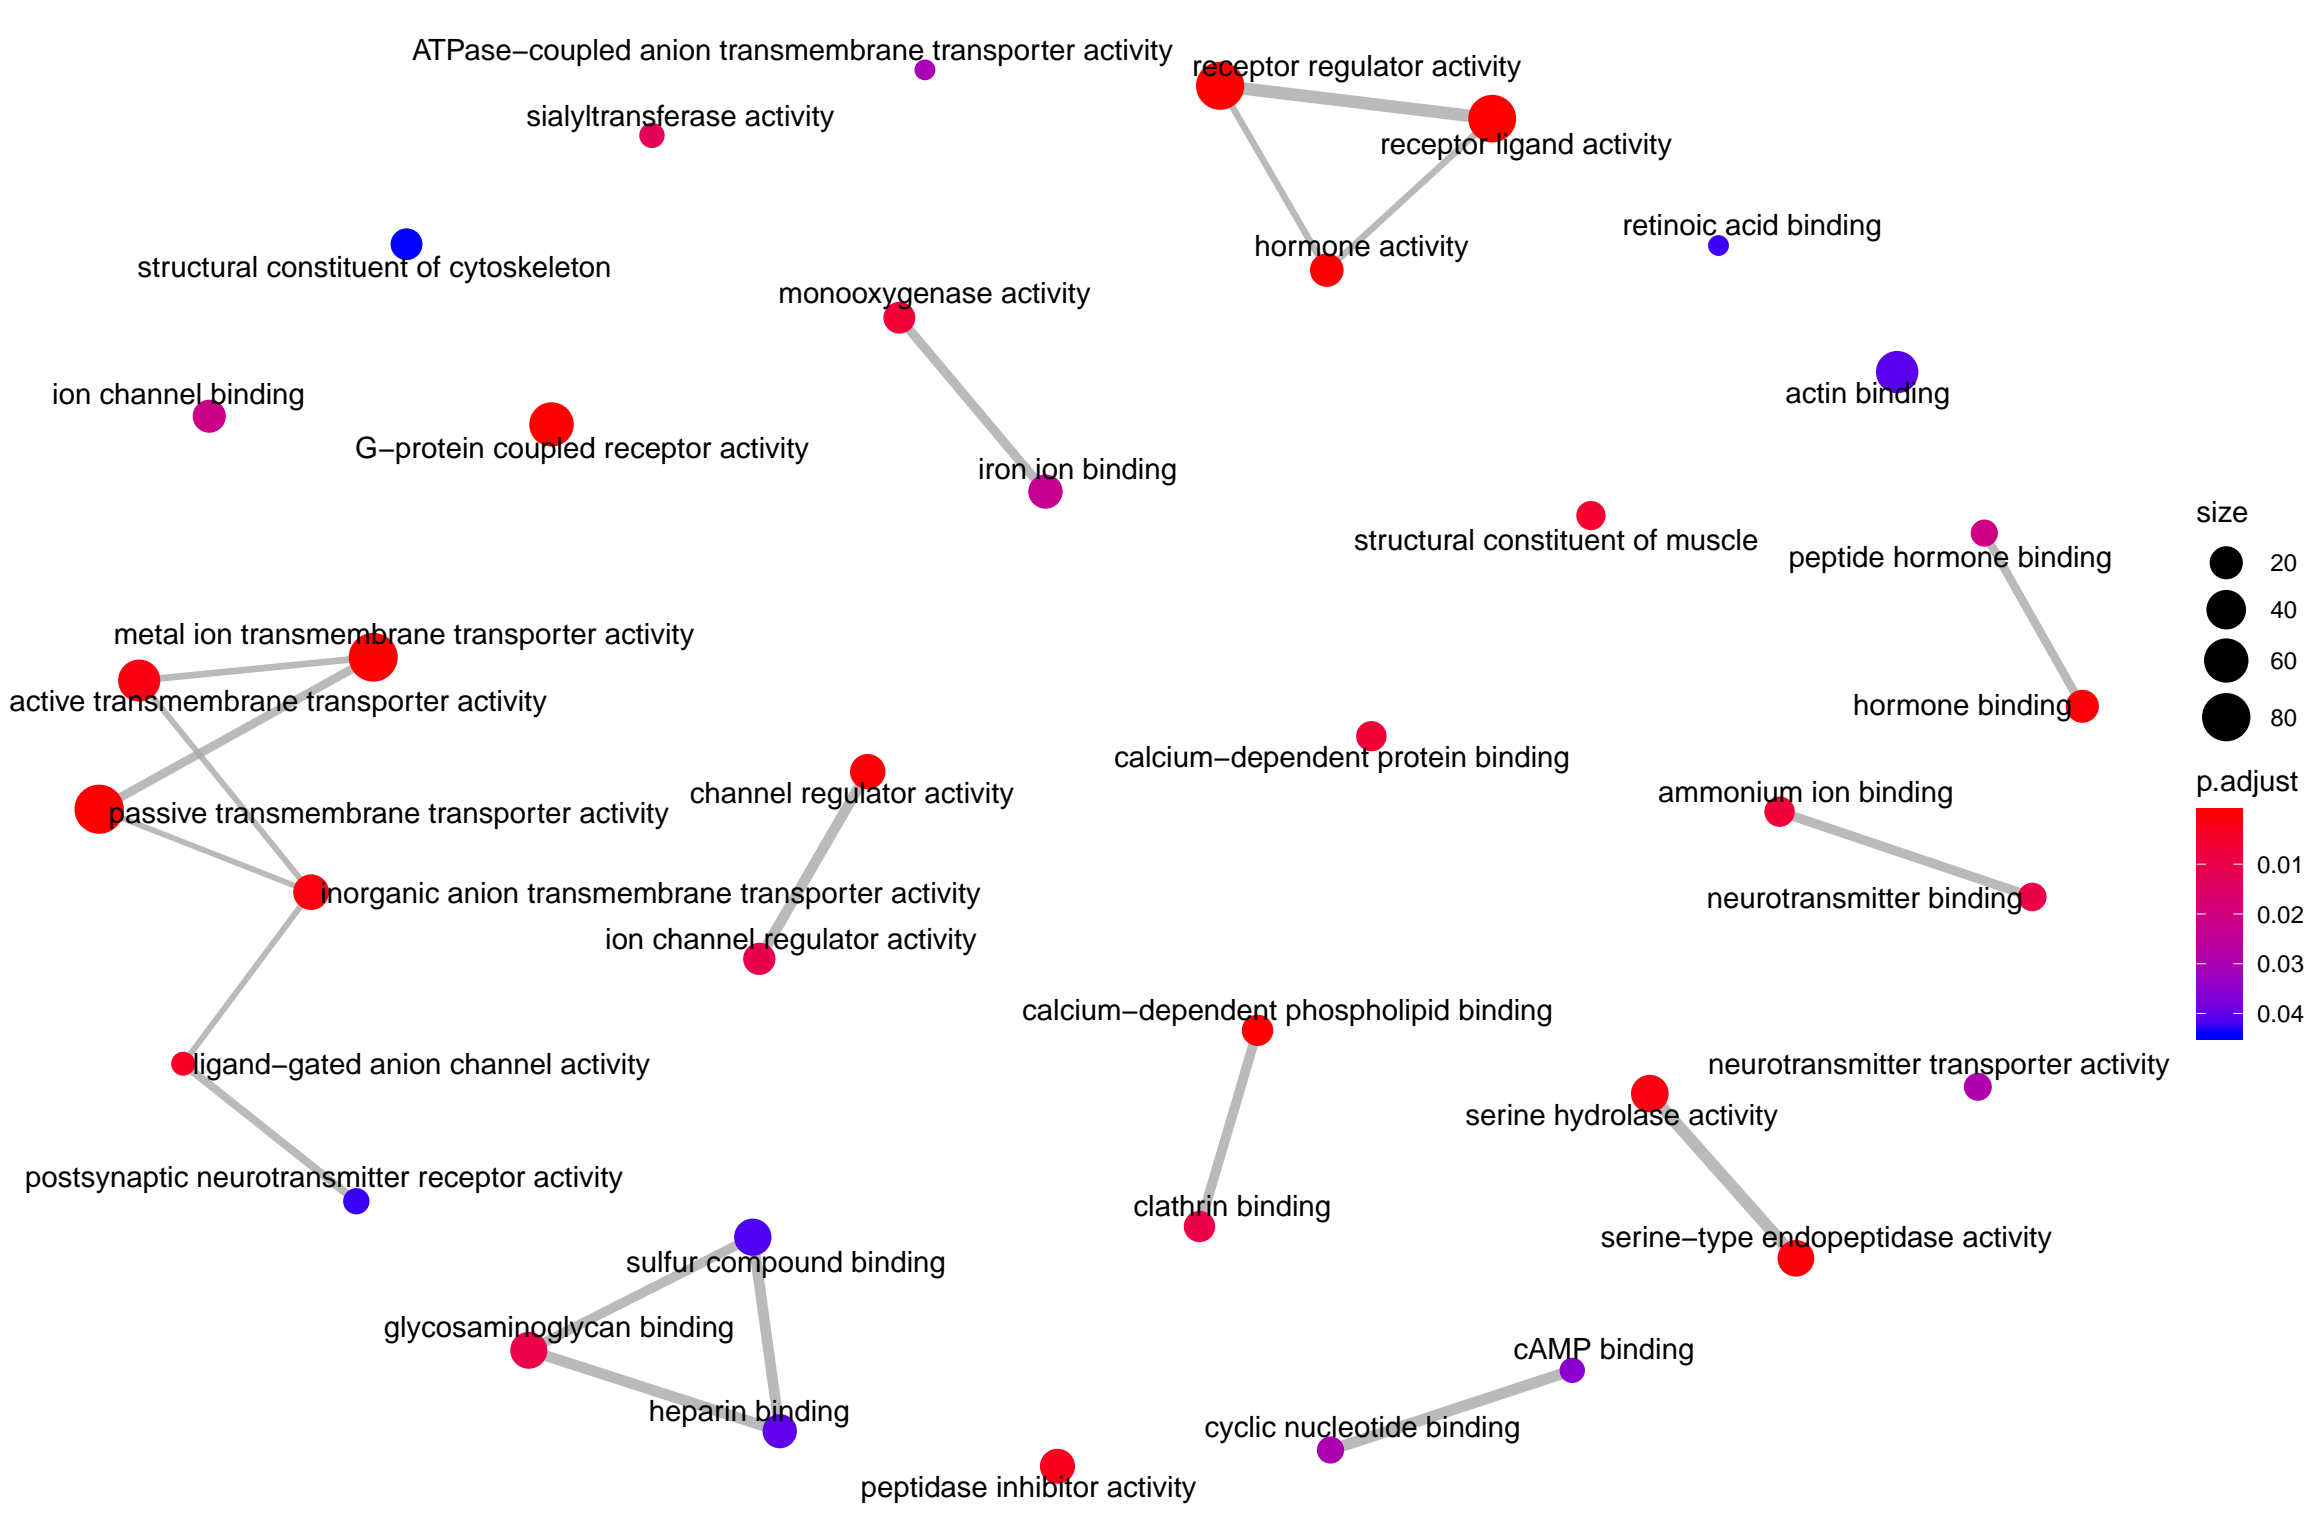 ATPase−coupled anion transmembrane transporter activity
receptor regulator activity
sialyltransferase activity
receptor ligand activity
retinoic acid binding
hormone activity
structural constituent of cytoskeleton
monooxygenase activity
ion channel binding
actin binding
G−protein coupled receptor activity
iron ion binding
structural constituent of muscle
peptide hormone binding
metal ion transmembrane transporter activity
active transmembrane transporter activity
hormone binding
calcium−dependent protein binding
channel regulator activity
ammonium ion binding
passive transmembrane transporter activity
inorganic anion transmembrane transporter activity
neurotransmitter binding
ion channel regulator activity
calcium−dependent phospholipid binding
ligand−gated anion channel activity
neurotransmitter transporter activity
serine hydrolase activity
postsynaptic neurotransmitter receptor activity
clathrin binding
serine−type endopeptidase activity
sulfur compound binding
glycosaminoglycan binding
cAMP binding
heparin binding
cyclic nucleotide binding
peptidase inhibitor activity
size
20
40
60
80
p.adjust
0.01
0.02
0.03
0.04